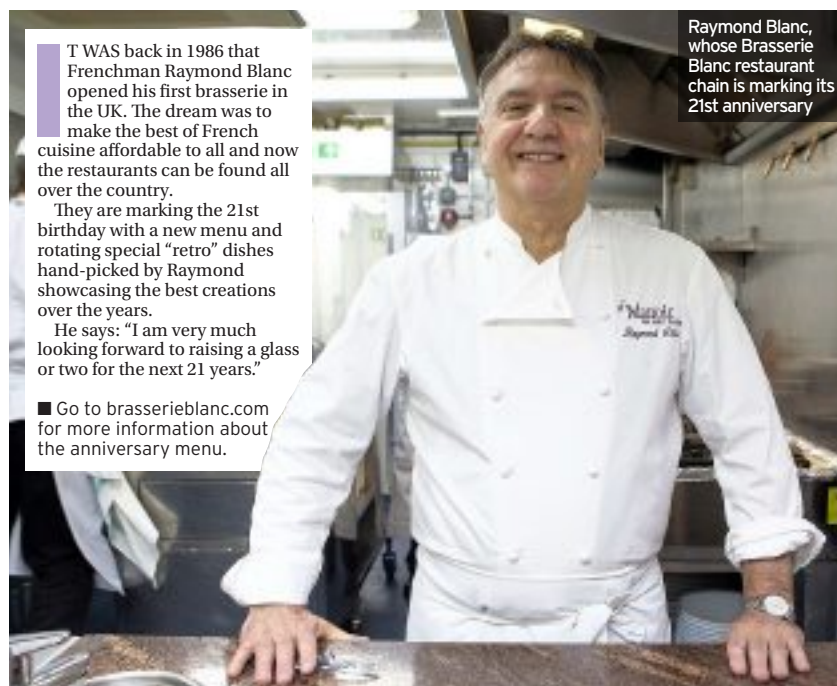 IT WAS back in 1986 that
Frenchman Raymond Blanc
opened his first brasserie in
the UK. The dream was to
make the best of French
cuisine affordable to all and now
the restaurants can be found all
over the country.
They are marking the 21st
birthday with a new menu and
rotating special “retro” dishes
hand-picked by Raymond
showcasing the best creations
over the years.
He says: “I am very much
looking forward to raising a glass
or two for the next 21 years.”
■ Go to brasserieblanc.com
for more information about
the anniversary menu.
Raymond Blanc,
whose Brasserie
Blanc restaurant
chain is marking its
21st anniversary
Raymond